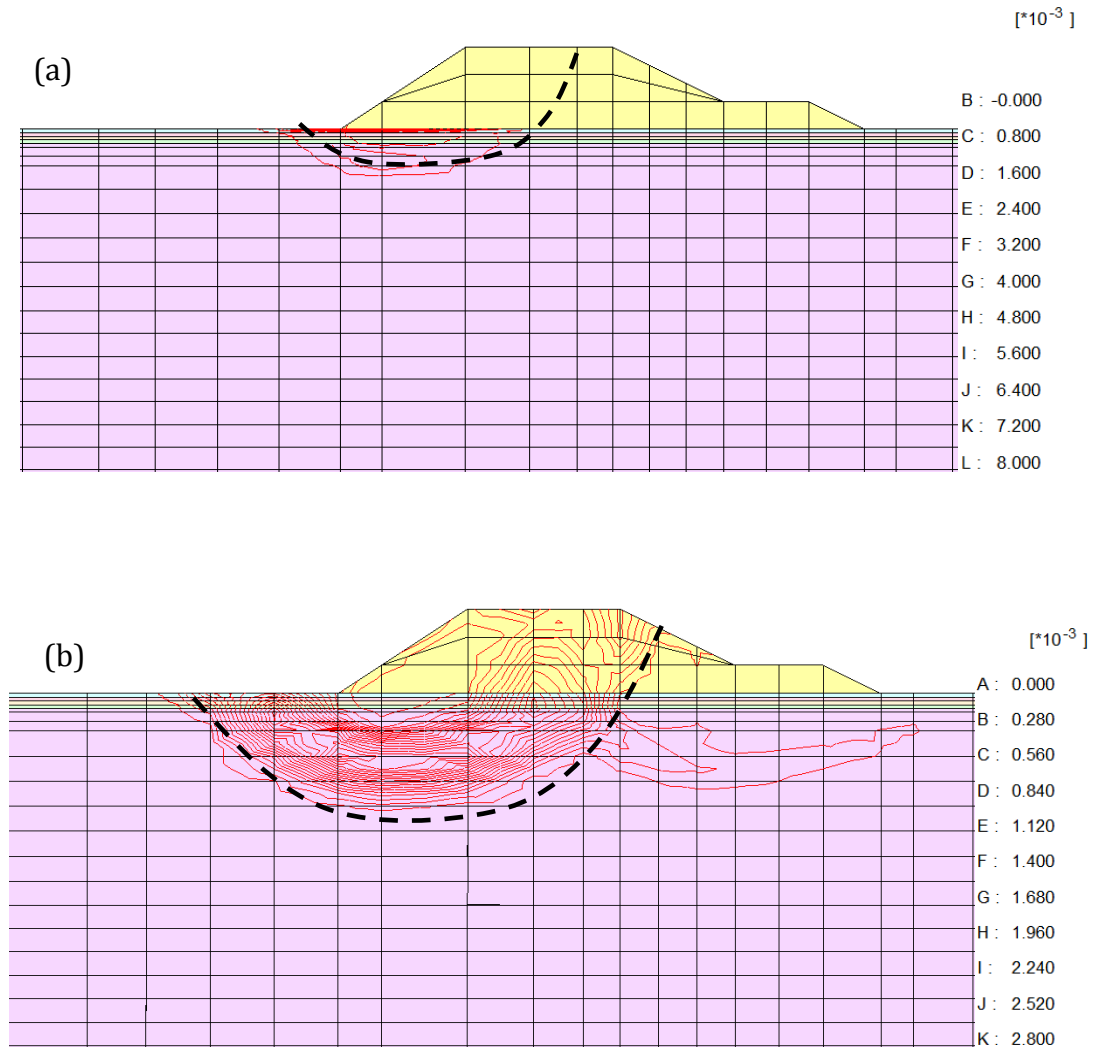 [*10⁻³ ]
(a)
B : -0.000
C : 0.800
D : 1.600
E : 2.400
F : 3.200
G : 4.000
H : 4.800
I : 5.600
J : 6.400
K : 7.200
L : 8.000
(b)
[*10⁻³ ]
A : 0.000
B : 0.280
C : 0.560
D : 0.840
E : 1.120
F : 1.400
G : 1.680
H : 1.960
I : 2.240
J : 2.520
K : 2.800